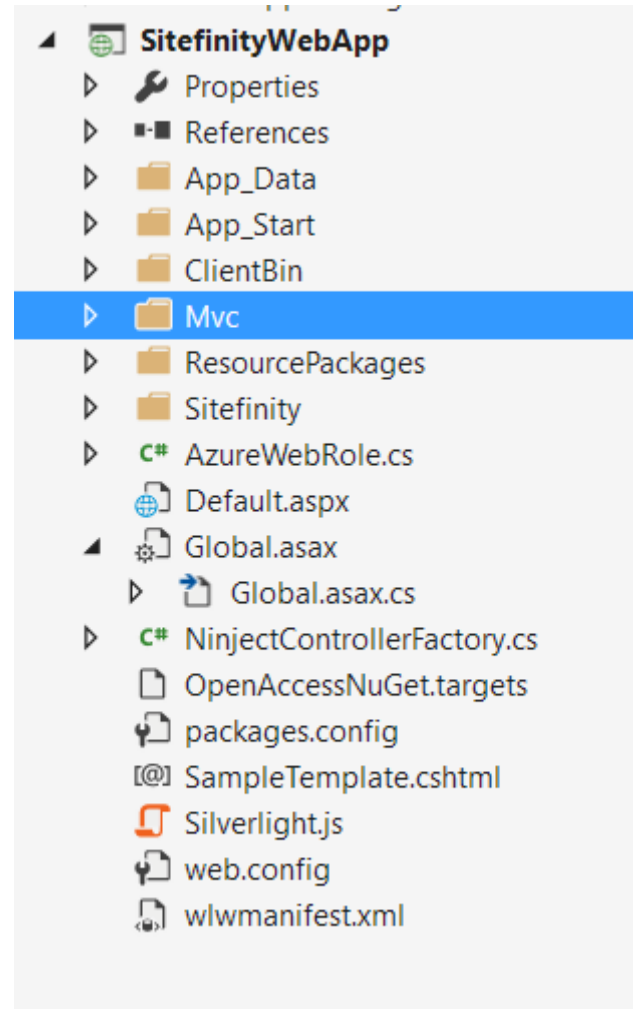 SitefinityWebApp
Properties
References
App_Data
App_Start
ClientBin
Mvc
ResourcePackages
Sitefinity
C# AzureWebRole.cs
Default.aspx
Global.asax
Global.asax.cs
C# NinjectControllerFactory.cs
OpenAccessNuGet.targets
packages.config
[@] SampleTemplate.cshtml
Silverlight.js
web.config
wlwmanifest.xml